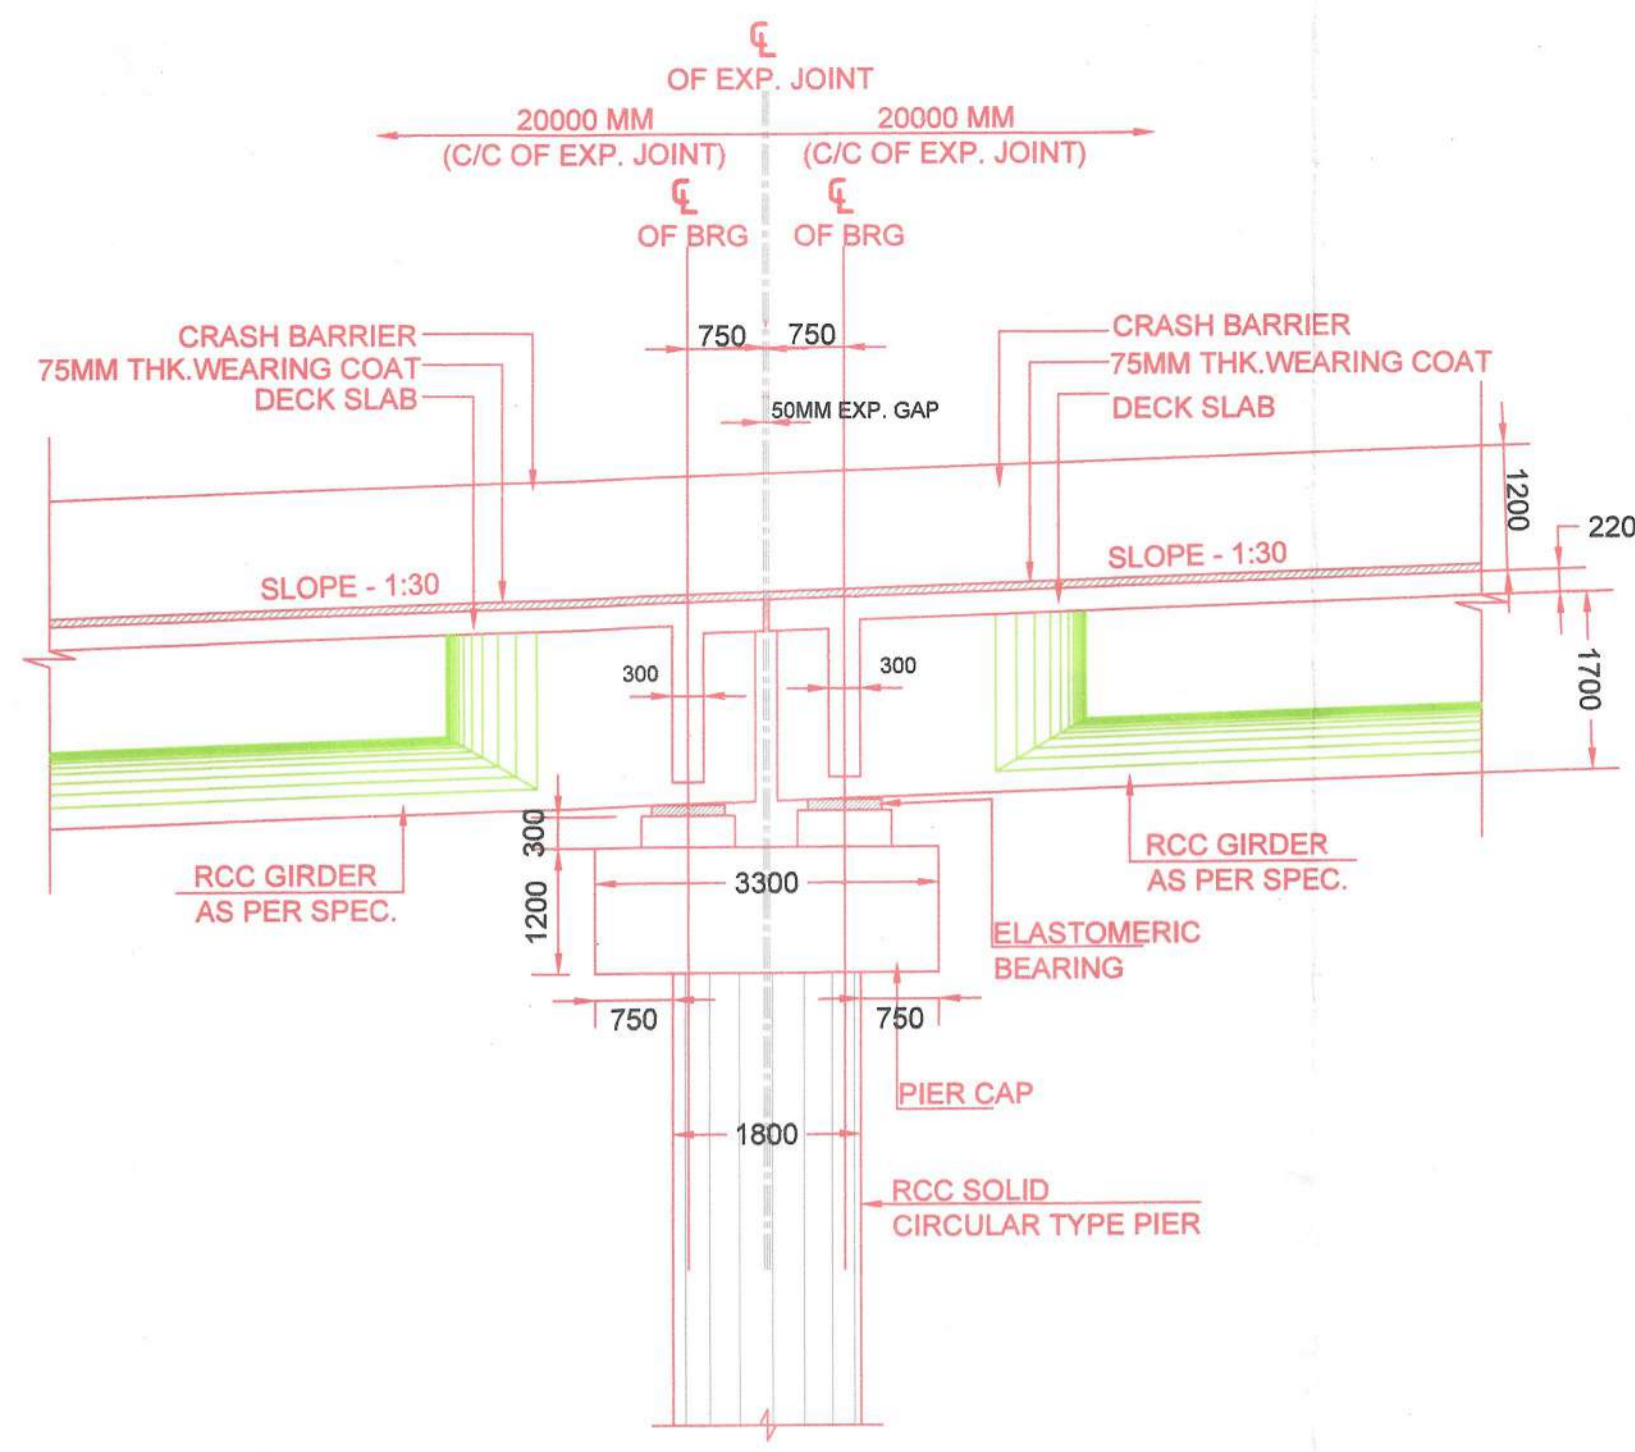 ℄
OF EXP. JOINT
20000 MM
(C/C OF EXP. JOINT)
20000 MM
(C/C OF EXP. JOINT)
℄
OF BRG
℄
OF BRG
750
750
CRASH BARRIER
75MM THK.WEARING COAT
DECK SLAB
CRASH BARRIER
75MM THK.WEARING COAT
DECK SLAB
50MM EXP. GAP
1200
220
SLOPE - 1:30
SLOPE - 1:30
300
300
1700
300
1200
3300
RCC GIRDER
AS PER SPEC.
RCC GIRDER
AS PER SPEC.
ELASTOMERIC
BEARING
750
750
PIER CAP
1800
RCC SOLID
CIRCULAR TYPE PIER